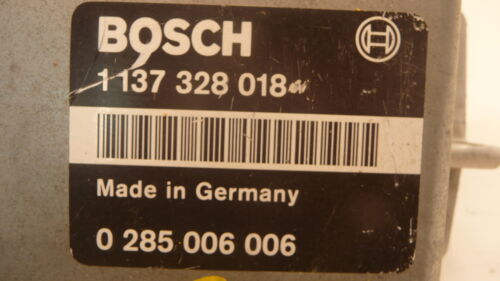 BOSCH
1 137 328 018
Made in Germany
0 285 006 006